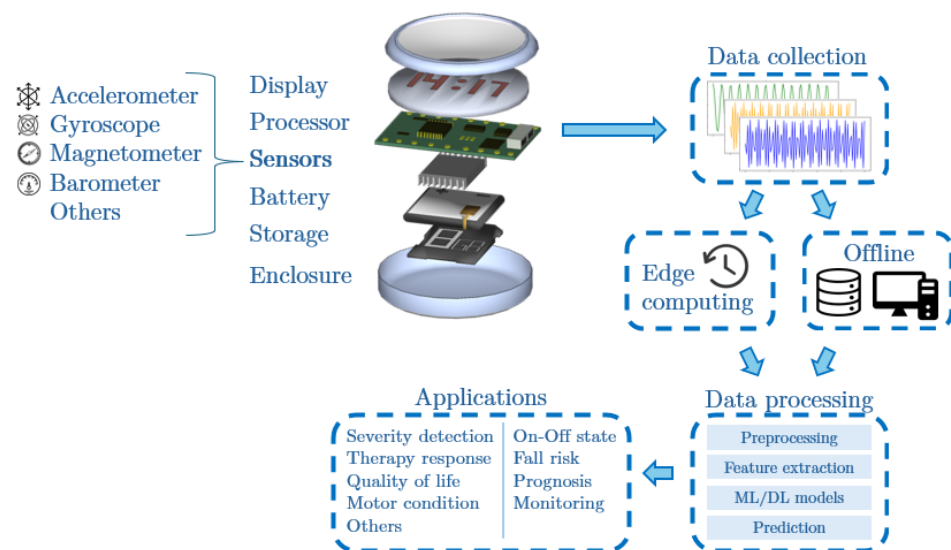 Accelerometer
Gyroscope
Magnetometer
Barometer
Others
Display
Processor
Sensors
Battery
Storage
Enclosure
14:17
Data collection
Edge
computing
Offline
Data processing
Preprocessing
Feature extraction
ML/DL models
Prediction
Applications
Severity detection
Therapy response
Quality of life
Motor condition
Others
On-Off state
Fall risk
Prognosis
Monitoring